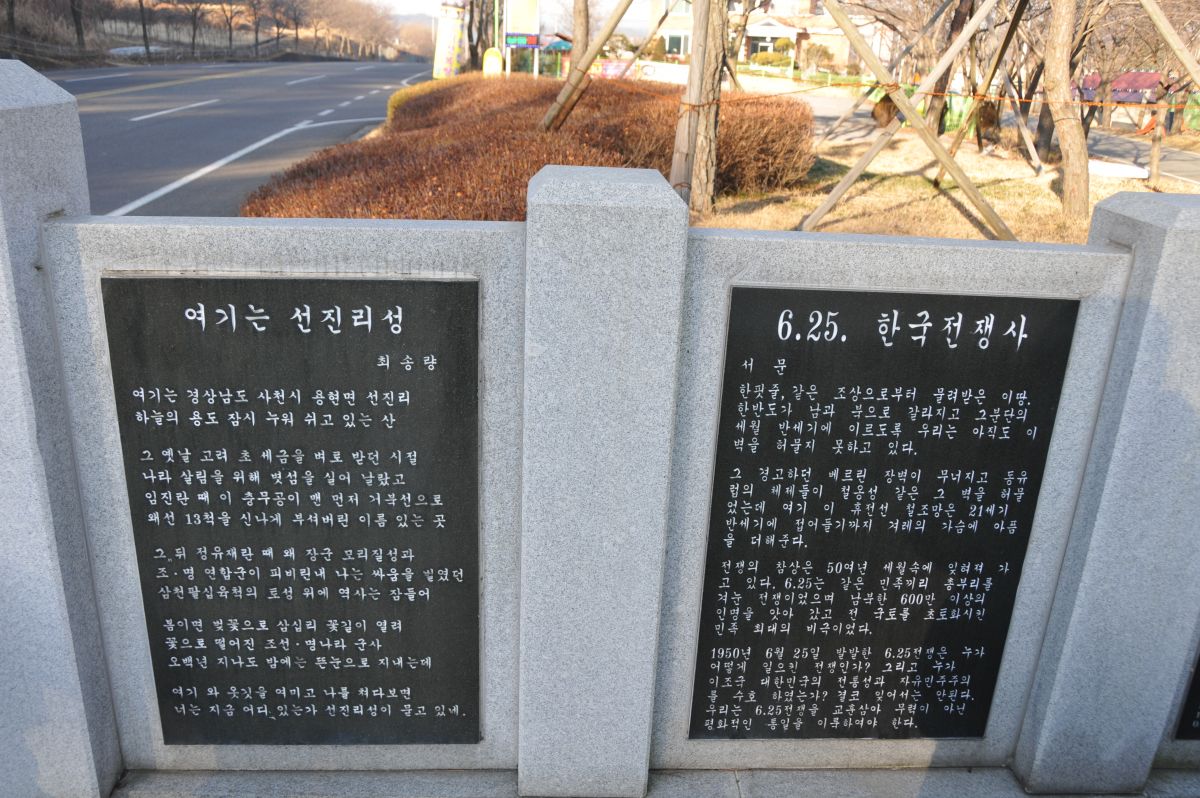 여기는 선진리성
최송량
여기는 경상남도 사천시 용현면 선진리
하늘의 용도 잠시 누워 쉬고 있는 산
그 옛날 고려 초 세금을 벼로 받던 시절
나라 살림을 위해 볏섬을 실어 날랐고
임진란 때 이 충무공이 맨 먼저 거북선으로
왜선 13척을 신나게 부셔버린 이름 있는 곳
그 뒤 정유재란 때 왜 장군 모리길성과
조·명 연합군이 피비린내 나는 싸움을 벌였던
삼천팔십육척의 토성 위에 역사는 잠들어
봄이면 벚꽃으로 삼십리 꽃길이 열려
꽃으로 떨어진 조선·명나라 군사
오백년 지나도 밤에는 뜬눈으로 지내는데
여기 와 옷깃을 여미고 나를 쳐다보면
너는 지금 어디 있는가 선진리성이 묻고 있네.
6.25. 한국전쟁사
서 문
한핏줄, 같은 조상으로부터 물려받은 이땅.
한반도가 남과 북으로 갈라지고 그분단의
세월 반세기에 이르도록 우리는 아직도 이
벽을 허물지 못하고 있다.
그 경고하던 베르린 장벽이 무너지고 동유
럽의 체제들이 철옹성 같은 그 벽을 허물
었는데 여기 이 휴전선 철조망은 21세기
반세기에 접어들기까지 겨레의 가슴에 아픔
을 더해준다.
전쟁의 참상은 50여년 세월속에 잊혀져 가
고 있다. 6.25는 같은 민족끼리 총부리를
겨눈 전쟁이었으며 남북한 600만 이상의
인명을 앗아 갔고 전 국토를 초토화시킨
민족 최대의 비극이었다.
1950년 6월 25일 발발한 6.25전쟁은 누가
어떻게 일으킨 전쟁인가? 그리고 누가
이조국 대한민국의 전통성과 자유민주주의
를 수호 하였는가? 결코 잊어서는 안된다.
우리는 6.25전쟁을 교훈삼아 무력이 아닌
평화적인 통일을 이룩하여야 한다.